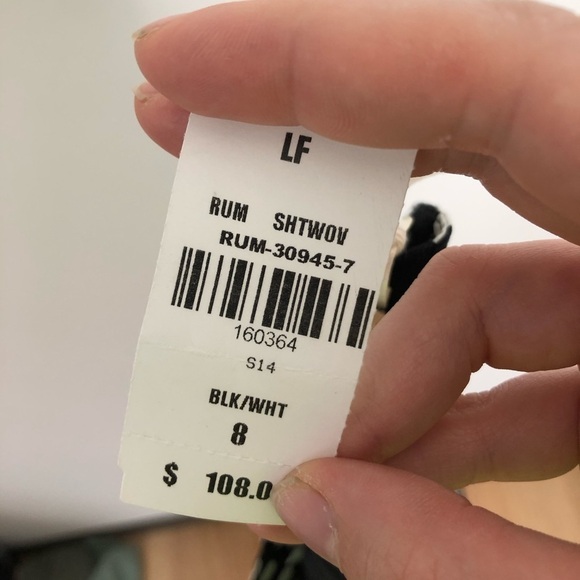 LF
RUM SHTWOV
RUM-30945-7
160364
S14
BLK/WHT
8
$ 108.0